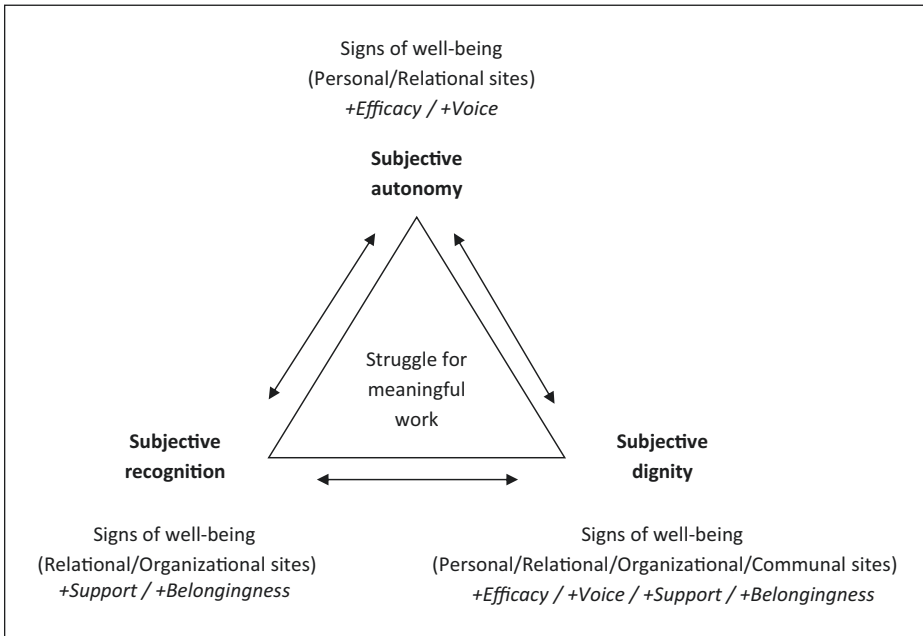 Signs of well-being
(Personal/Relational sites)
+Efficacy / +Voice
Subjective
autonomy
Struggle for
meaningful
work
Subjective
recognition
Subjective
dignity
Signs of well-being
(Relational/Organizational sites)
+Support / +Belongingness
Signs of well-being
(Personal/Relational/Organizational/Communal sites)
+Efficacy / +Voice / +Support / +Belongingness